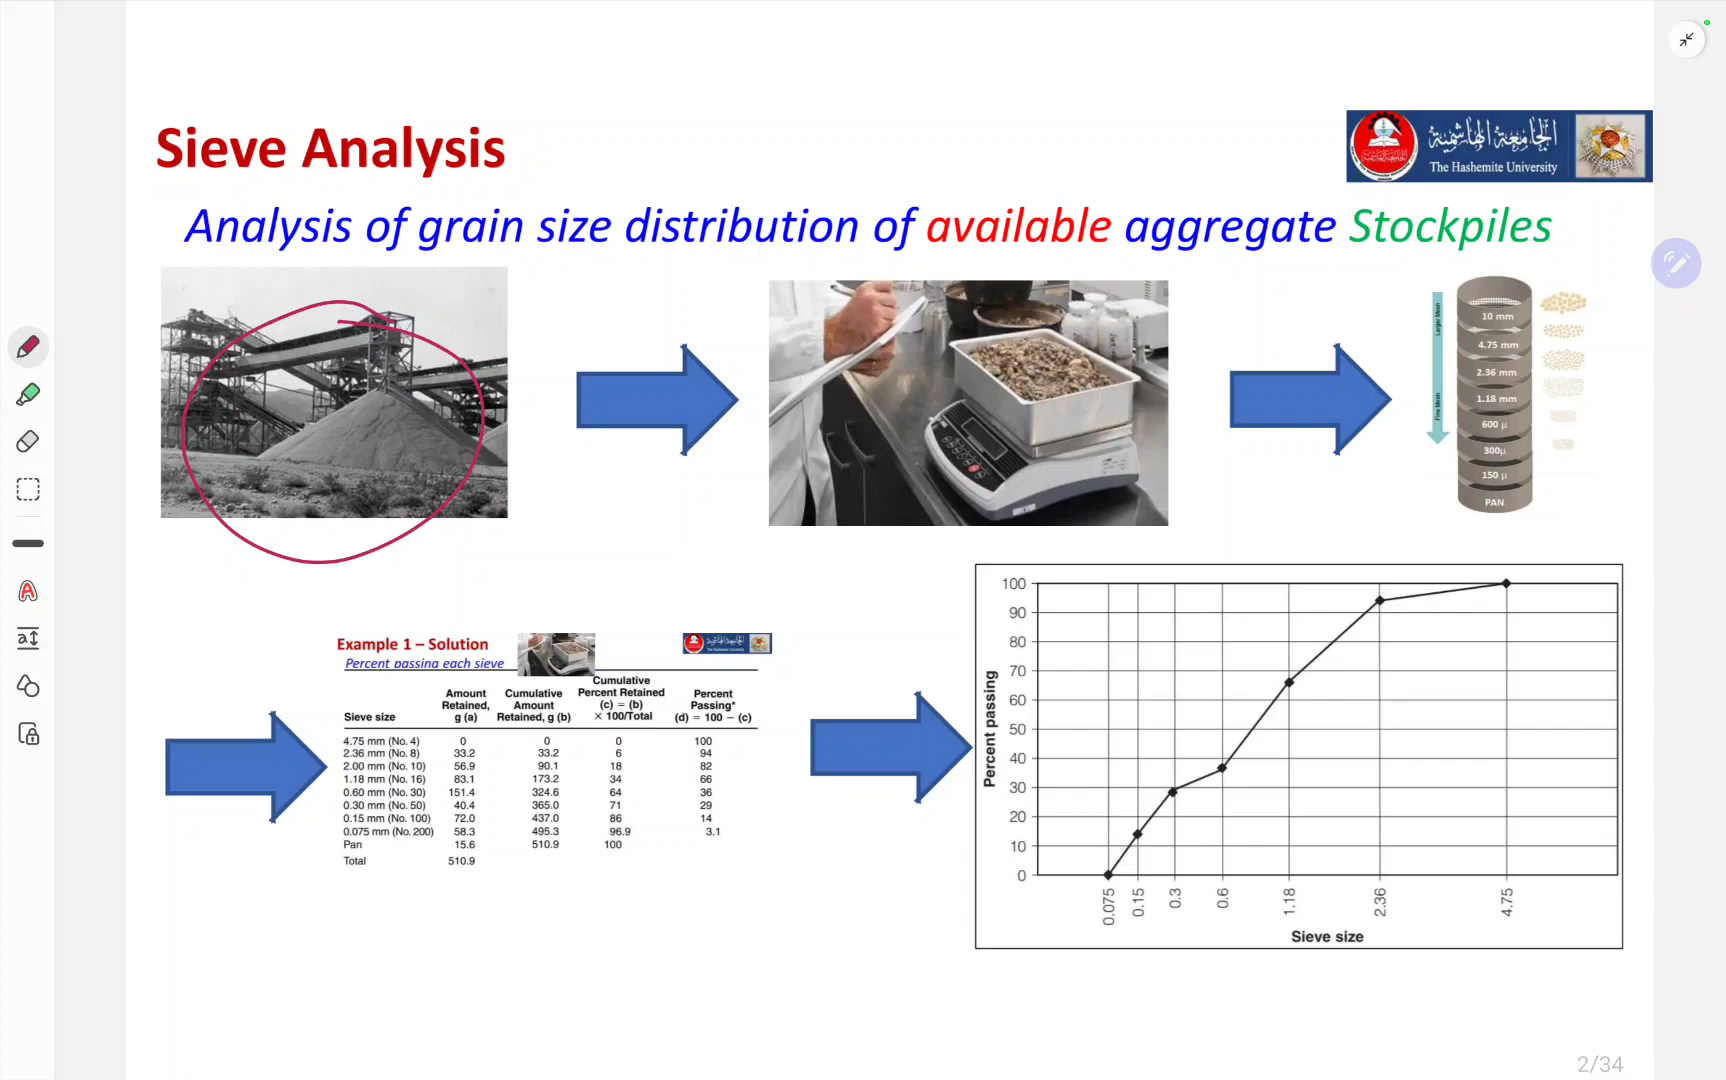 Sieve Analysis
الجامعة الهاشمية
The Hashemite University
Analysis of grain size distribution of available aggregate Stockpiles
Larger Mesh
Fine Mesh
10 mm
4.75 mm
2.36 mm
1.18 mm
600 µ
300µ
150 µ
PAN
Example 1 – Solution
Percent passing each sieve
Sieve size
Amount Retained, g (a)
Cumulative Amount Retained, g (b)
Cumulative Percent Retained (c) = (b) × 100/Total
Percent Passing* (d) = 100 – (c)
4.75 mm (No. 4) 0 0 0 100
2.36 mm (No. 8) 33.2 33.2 6 94
2.00 mm (No. 10) 56.9 90.1 18 82
1.18 mm (No. 16) 83.1 173.2 34 66
0.60 mm (No. 30) 151.4 324.6 64 36
0.30 mm (No. 50) 40.4 365.0 71 29
0.15 mm (No. 100) 72.0 437.0 86 14
0.075 mm (No. 200) 58.3 495.3 96.9 3.1
Pan 15.6 510.9 100
Total 510.9
Percent passing
100
90
80
70
60
50
40
30
20
10
0
0.075 0.15 0.3 0.6 1.18 2.36 4.75
Sieve size
2/34